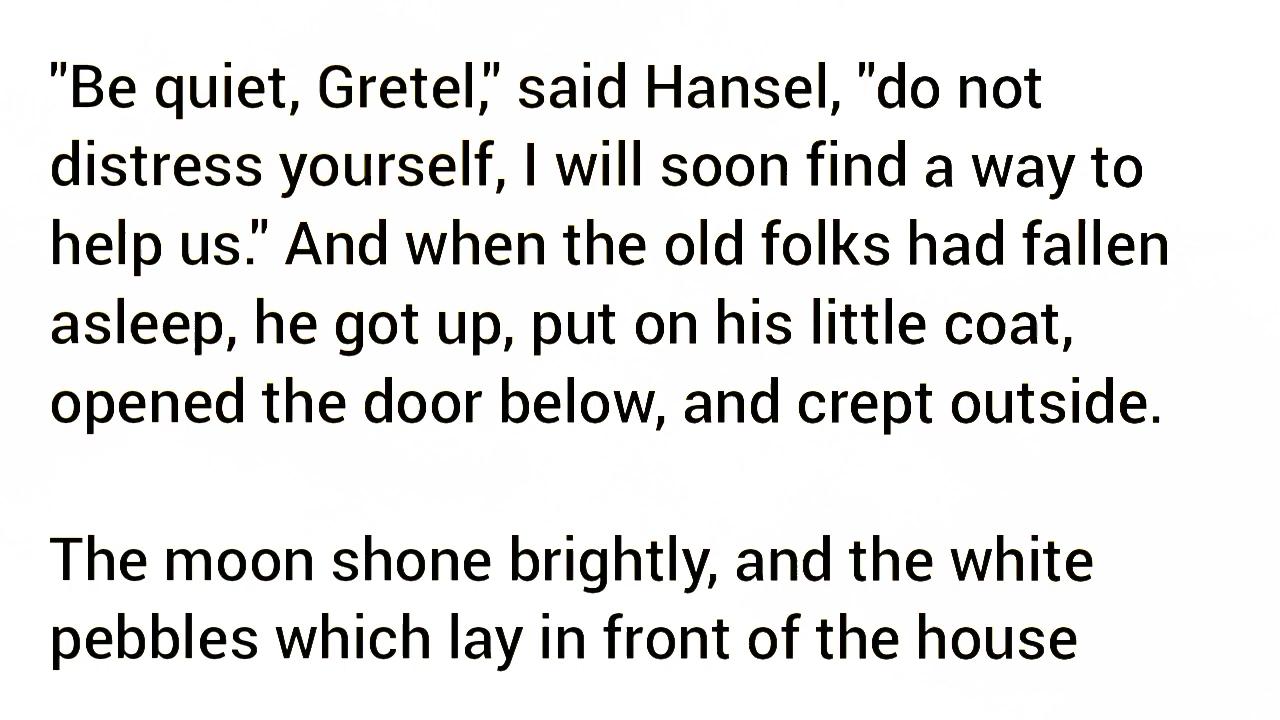 "Be quiet, Gretel," said Hansel, "do not
distress yourself, I will soon find a way to
help us." And when the old folks had fallen
asleep, he got up, put on his little coat,
opened the door below, and crept outside.
The moon shone brightly, and the white
pebbles which lay in front of the house